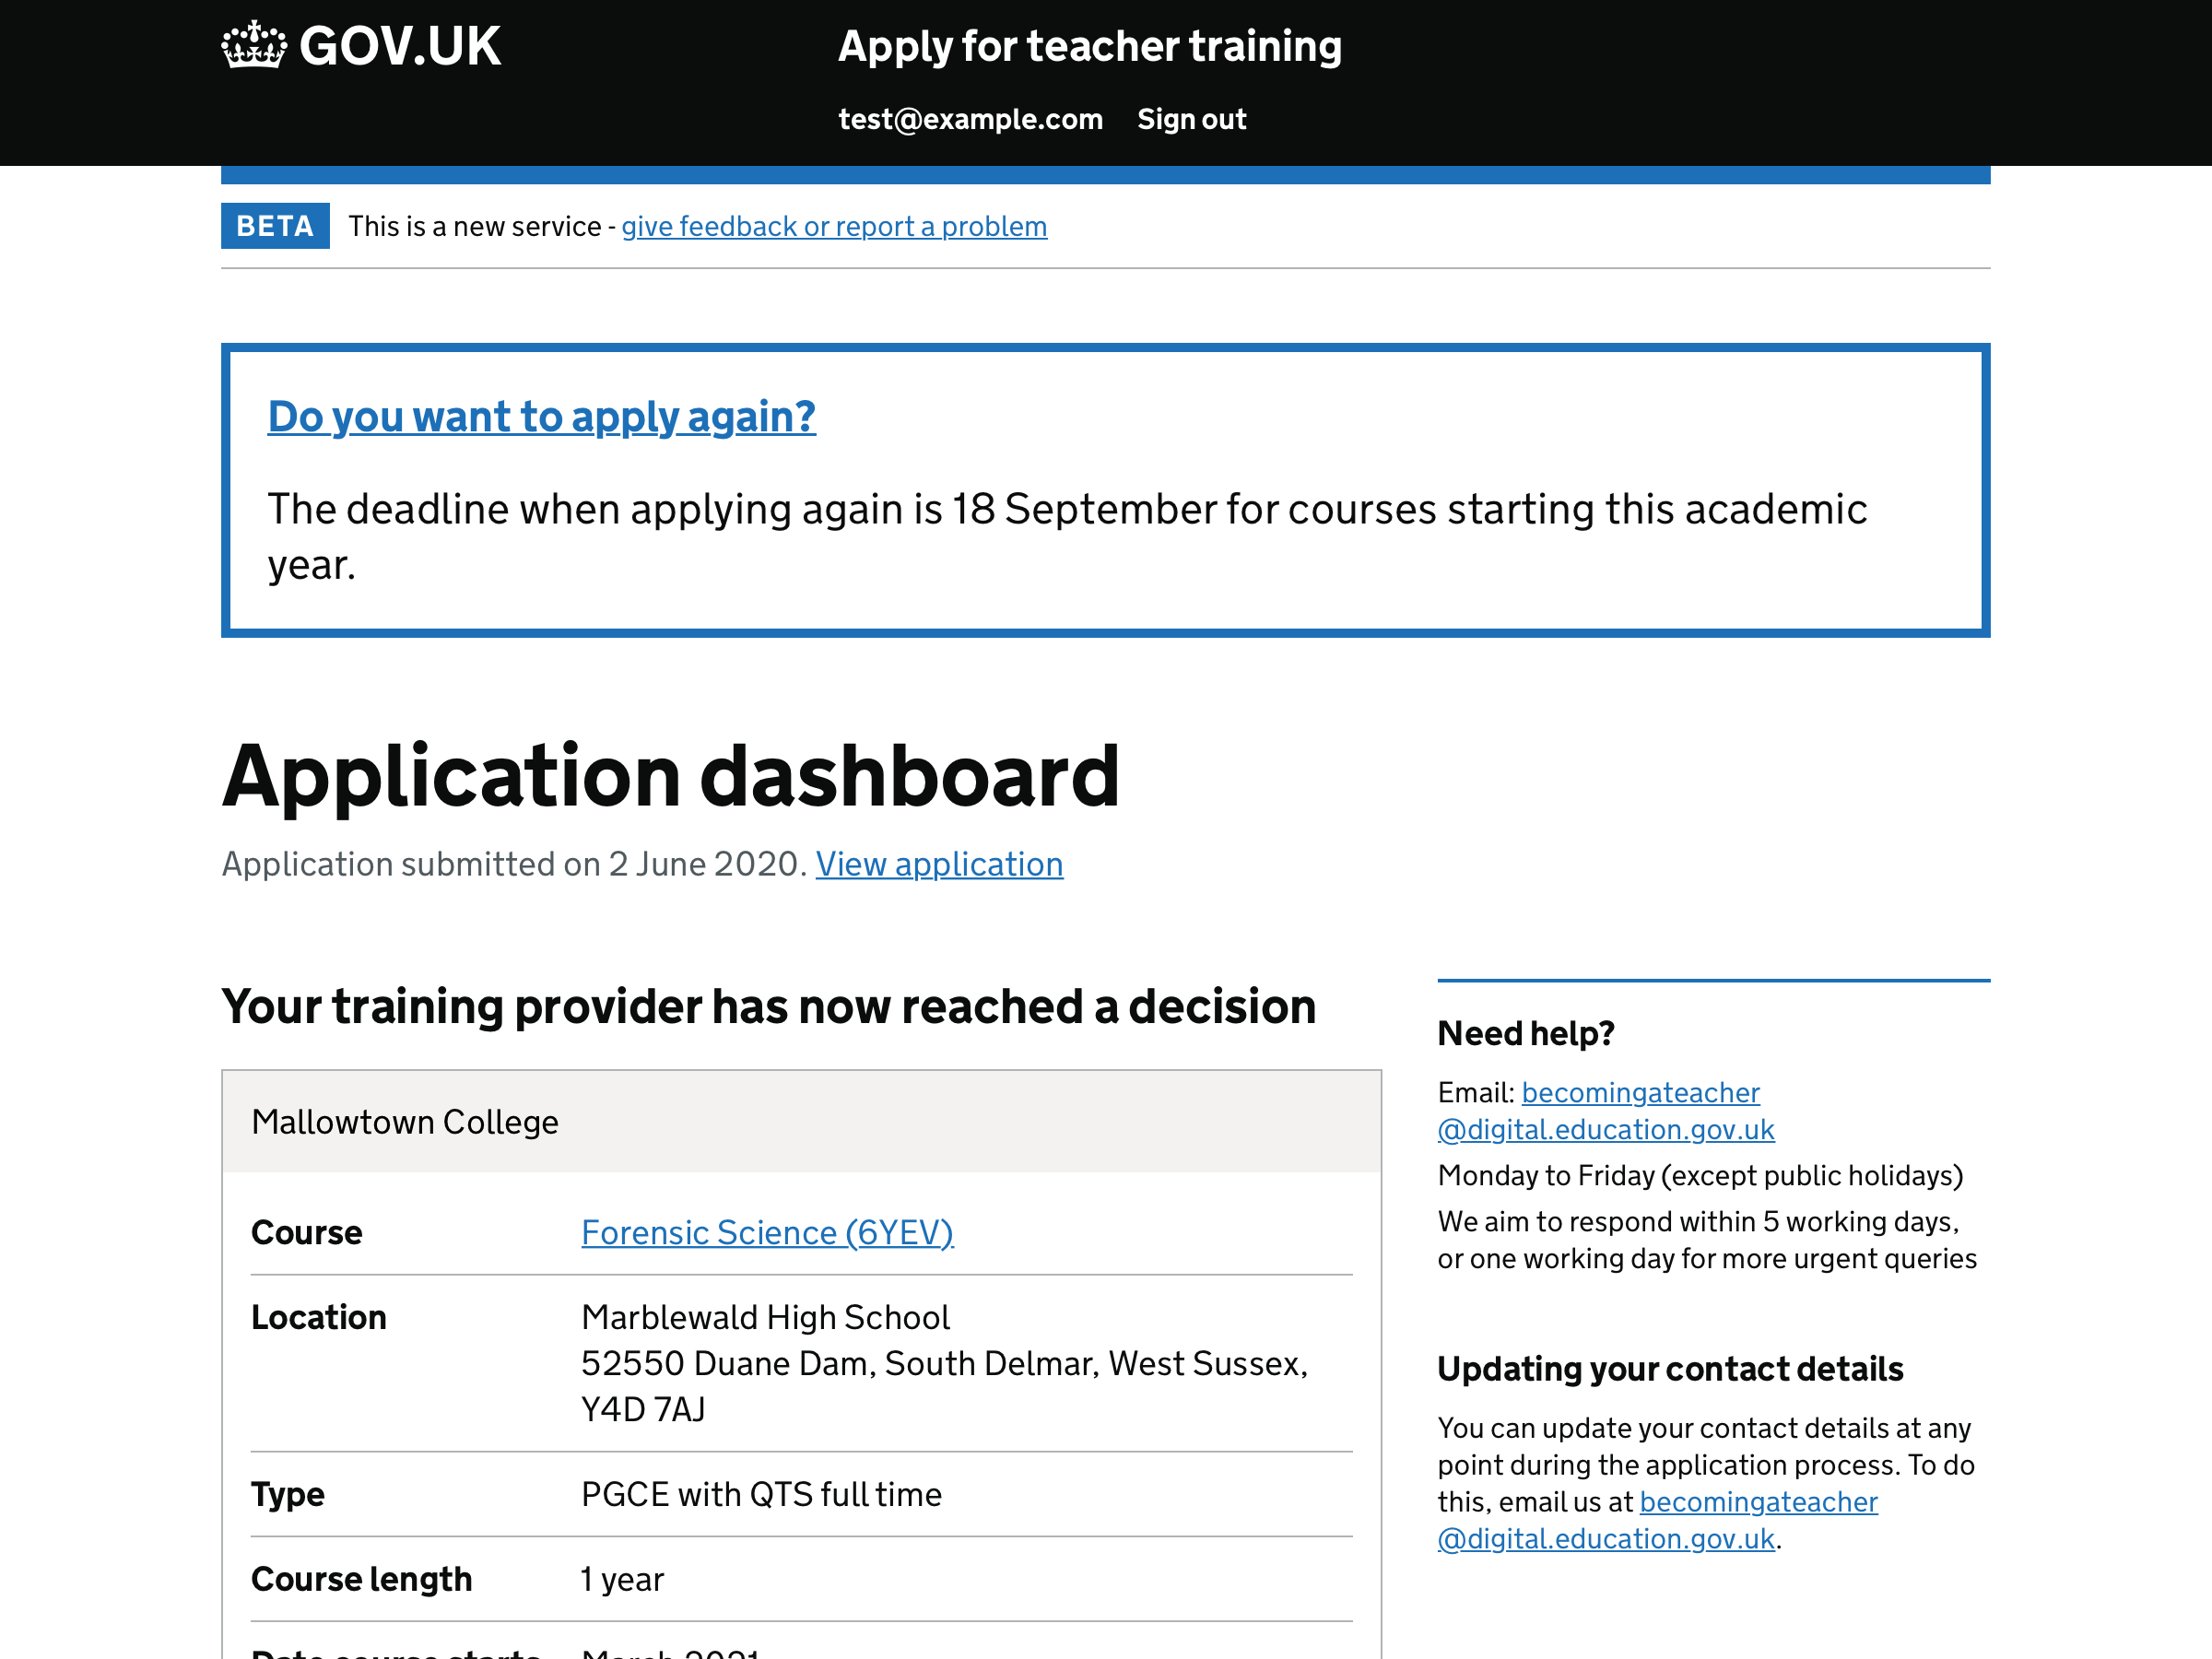 GOV.UK
Apply for teacher training
test@example.com Sign out
BETA This is a new service - give feedback or report a problem
Do you want to apply again?
The deadline when applying again is 18 September for courses starting this academic
year.
Application dashboard
Application submitted on 2 June 2020. View application
Your training provider has now reached a decision
Mallowtown College
Course Forensic Science (6YEV)
Location Marblewald High School
52550 Duane Dam, South Delmar, West Sussex,
Y4D 7AJ
Type PGCE with QTS full time
Course length 1 year
Date course starts March 2021
Need help?
Email: becomingateacher
@digital.education.gov.uk
Monday to Friday (except public holidays)
We aim to respond within 5 working days,
or one working day for more urgent queries
Updating your contact details
You can update your contact details at any
point during the application process. To do
this, email us at becomingateacher
@digital.education.gov.uk.